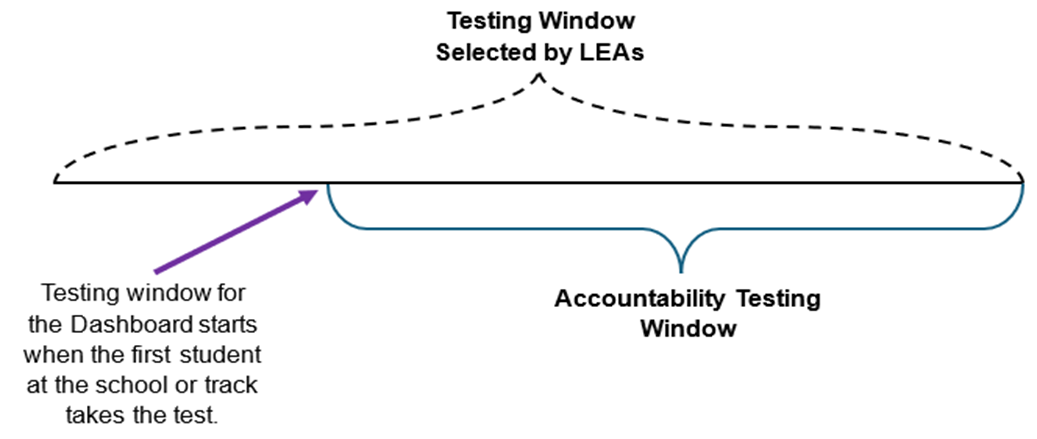 Testing Window
Selected by LEAs
Testing window for
the Dashboard starts
when the first student
at the school or track
takes the test.
Accountability Testing
Window